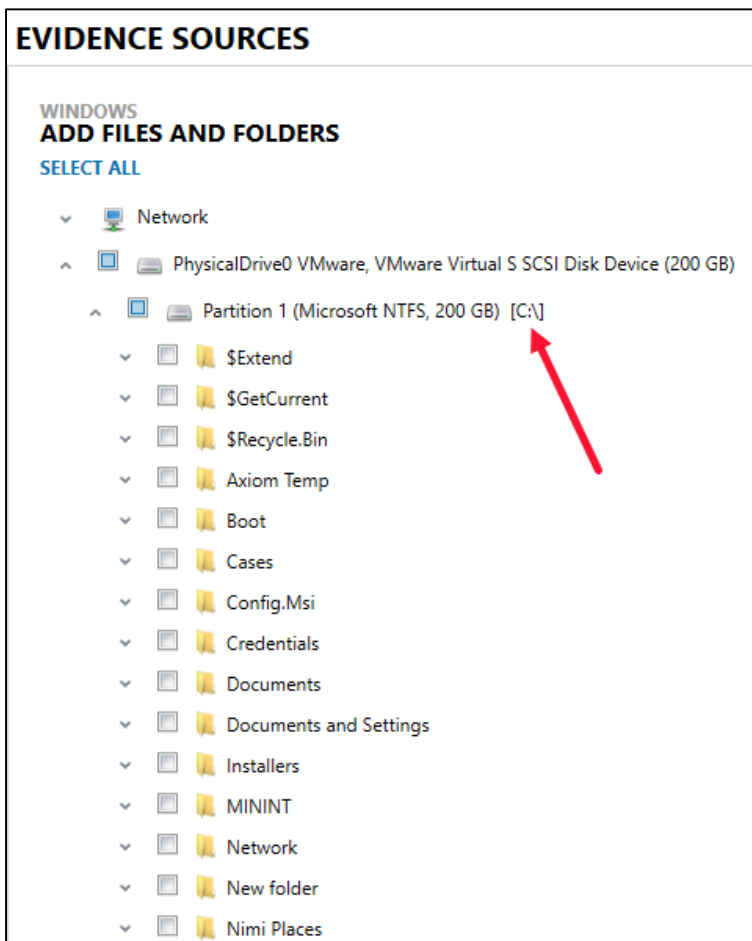 EVIDENCE SOURCES
WINDOWS
ADD FILES AND FOLDERS
SELECT ALL
Network
PhysicalDrive0 VMware, VMware Virtual S SCSI Disk Device (200 GB)
Partition 1 (Microsoft NTFS, 200 GB) [C:\]
$Extend
$GetCurrent
$Recycle.Bin
Axiom Temp
Boot
Cases
Config.Msi
Credentials
Documents
Documents and Settings
Installers
MININT
Network
New folder
Nimi Places